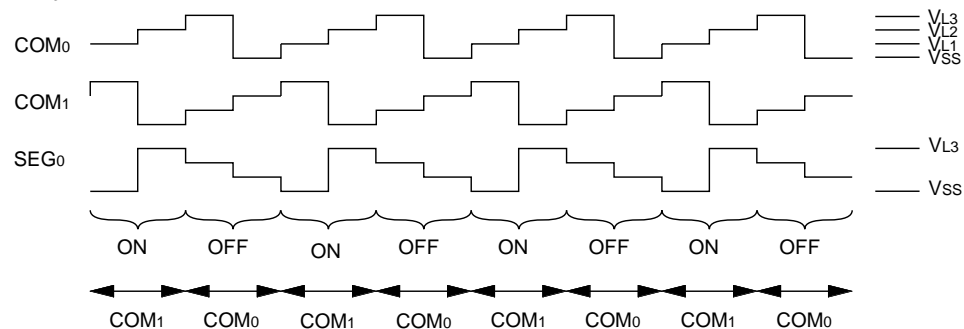 COM0
VL3
VL2
VL1
VSS
COM1
SEG0
VL3
VSS
ON OFF ON OFF ON OFF ON OFF
COM1 COM0 COM1 COM0 COM1 COM0 COM1 COM0